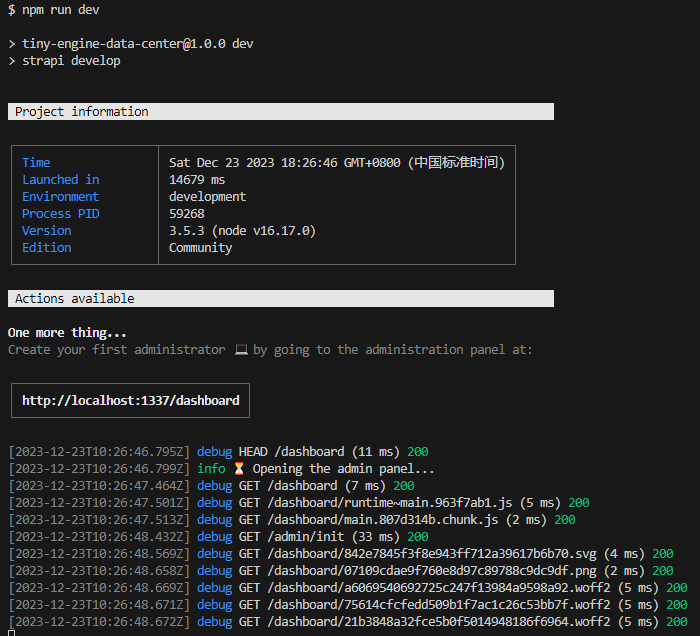 $ npm run dev
> tiny-engine-data-center@1.0.0 dev
> strapi develop
Project information
Time Sat Dec 23 2023 18:26:46 GMT+0800 (中国标准时间)
Launched in 14679 ms
Environment development
Process PID 59268
Version 3.5.3 (node v16.17.0)
Edition Community
Actions available
One more thing...
Create your first administrator 💻 by going to the administration panel at:
http://localhost:1337/dashboard
[2023-12-23T10:26:46.795Z] debug HEAD /dashboard (11 ms) 200
[2023-12-23T10:26:46.799Z] info ⏳ Opening the admin panel...
[2023-12-23T10:26:47.464Z] debug GET /dashboard (7 ms) 200
[2023-12-23T10:26:47.501Z] debug GET /dashboard/runtime~main.963f7ab1.js (5 ms) 200
[2023-12-23T10:26:47.513Z] debug GET /dashboard/main.807d314b.chunk.js (2 ms) 200
[2023-12-23T10:26:48.432Z] debug GET /admin/init (33 ms) 200
[2023-12-23T10:26:48.569Z] debug GET /dashboard/842e7845f3f8e943ff712a39617b6b70.svg (4 ms) 200
[2023-12-23T10:26:48.658Z] debug GET /dashboard/07109cdae9f760e8d97c89788c9dc9df.png (2 ms) 200
[2023-12-23T10:26:48.669Z] debug GET /dashboard/a6069540692725c247f13984a9598a92.woff2 (5 ms) 200
[2023-12-23T10:26:48.671Z] debug GET /dashboard/75614cfcfedd509b1f7ac1c26c53bb7f.woff2 (5 ms) 200
[2023-12-23T10:26:48.672Z] debug GET /dashboard/21b3848a32fce5b0f5014948186f6964.woff2 (5 ms) 200